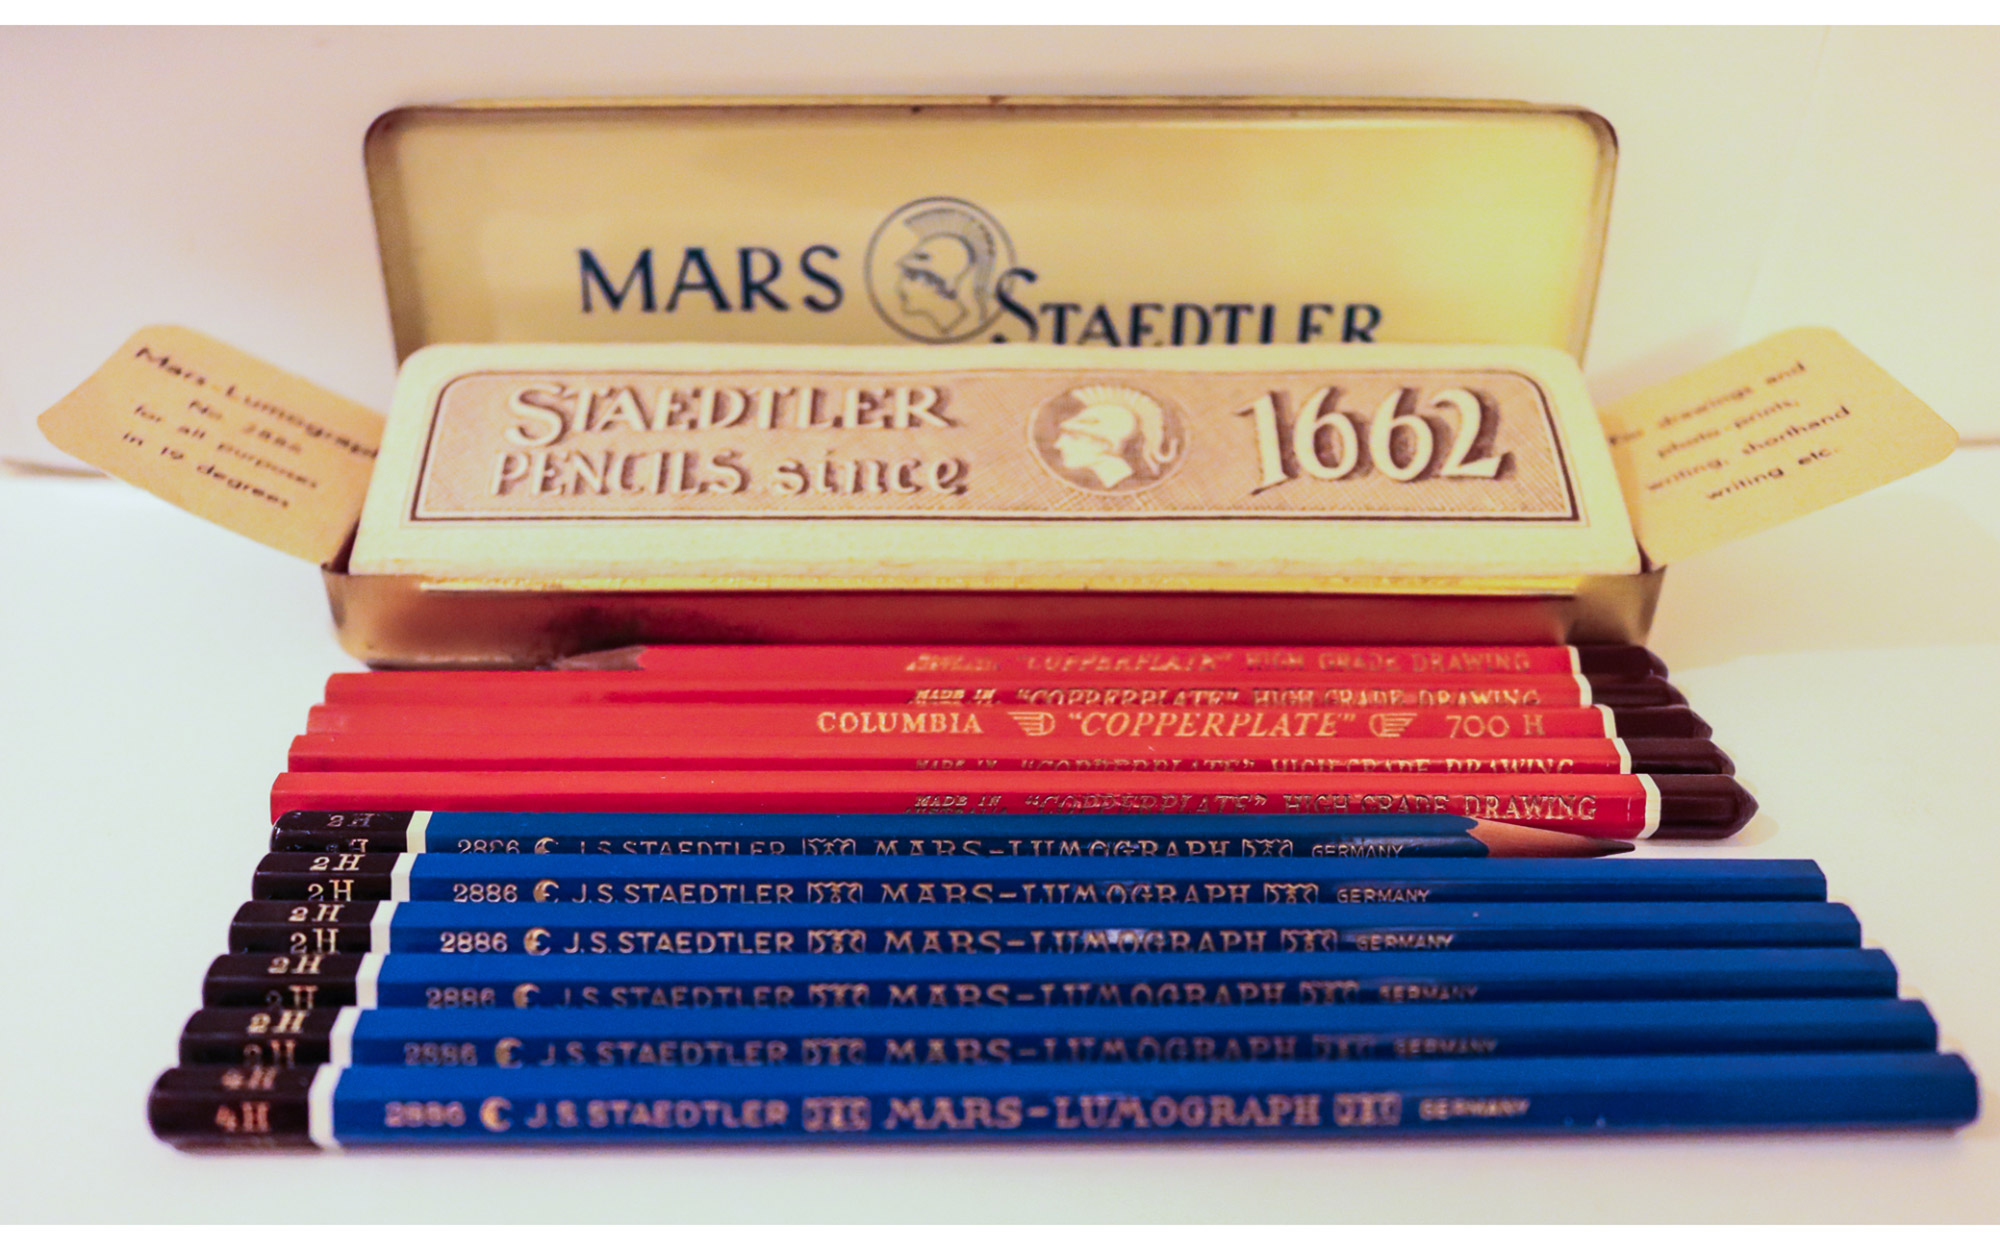 MARS STAEDTLER
STAEDTLER
PENCILS since
1662
Mars-Lumograph
No 2886
for all purposes
in 19 degrees
For drawings and
photo-prints,
writing, shorthand
writing etc.
"COPPERPLATE" HIGH GRADE DRAWING
MADE IN "COPPERPLATE" HIGH GRADE DRAWING
COLUMBIA "COPPERPLATE" 700 H
MADE IN "COPPERPLATE" HIGH GRADE DRAWING
MADE IN "COPPERPLATE" HIGH GRADE DRAWING
AUSTRALIA
2H
2886 J.S. STAEDTLER MARS-LUMOGRAPH GERMANY
2H
2H 2886 J.S. STAEDTLER MARS-LUMOGRAPH GERMANY
2H
2H 2886 J.S. STAEDTLER MARS-LUMOGRAPH GERMANY
2H
2H 2886 J.S. STAEDTLER MARS-LUMOGRAPH GERMANY
2H
2H 2886 J.S. STAEDTLER MARS-LUMOGRAPH GERMANY
4H
4H 2886 J.S. STAEDTLER MARS-LUMOGRAPH GERMANY